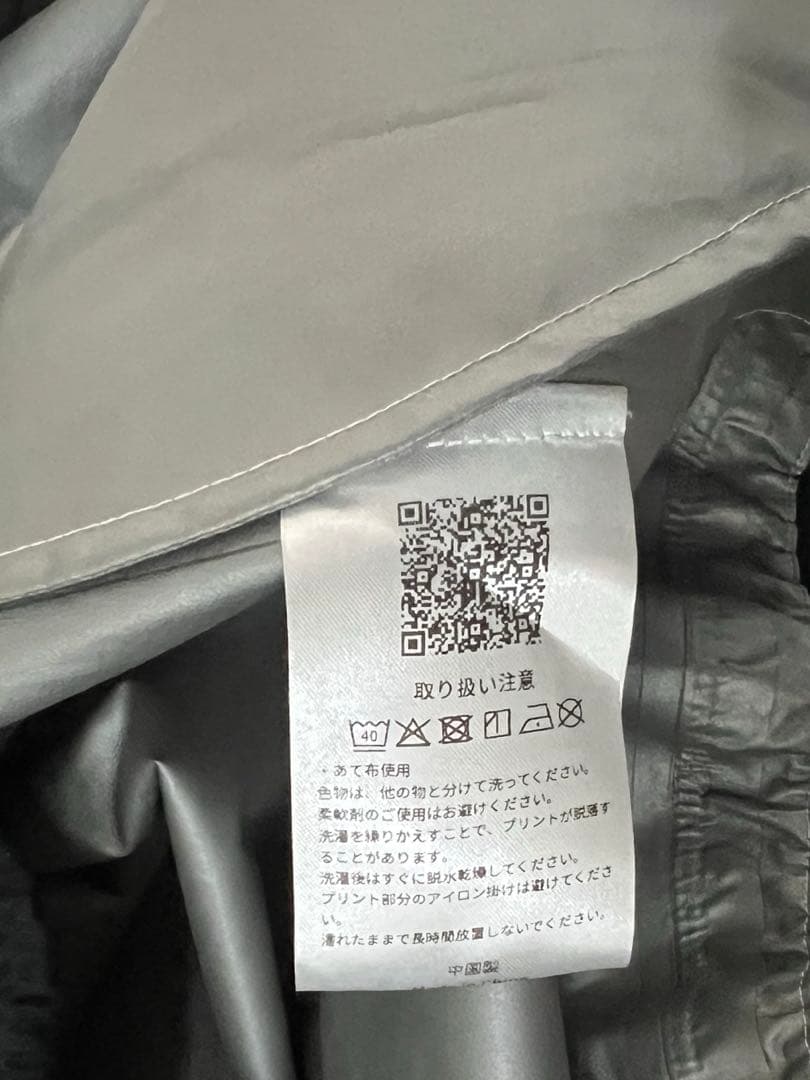 取り扱い注意
40
・あて布使用
色物は、他の物と分けて洗ってください。
柔軟剤のご使用はお避けください。
洗濯を繰りかえすことで、プリントが脱落す
ることがあります。
洗濯後はすぐに脱水乾燥してください。
プリント部分のアイロン掛けは避けてくださ
い。
濡れたままで長時間放置しないでください。
中国製